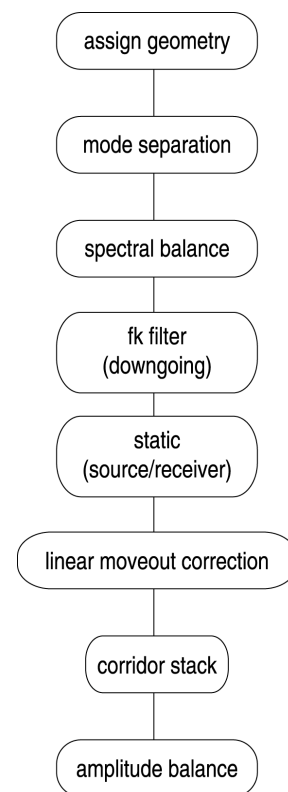 assign geometry
mode separation
spectral balance
fk filter
(downgoing)
static
(source/receiver)
linear moveout correction
corridor stack
amplitude balance